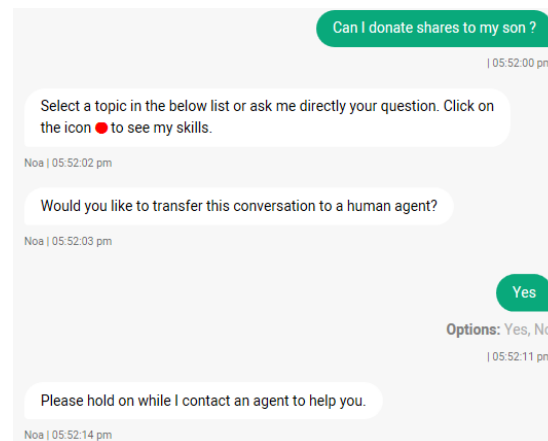 Can I donate shares to my son ?
| 05:52:00 pm
Select a topic in the below list or ask me directly your question. Click on
the icon to see my skills.
Noa | 05:52:02 pm
Would you like to transfer this conversation to a human agent?
Noa | 05:52:03 pm
Yes
Options: Yes, No
| 05:52:11 pm
Please hold on while I contact an agent to help you.
Noa | 05:52:14 pm